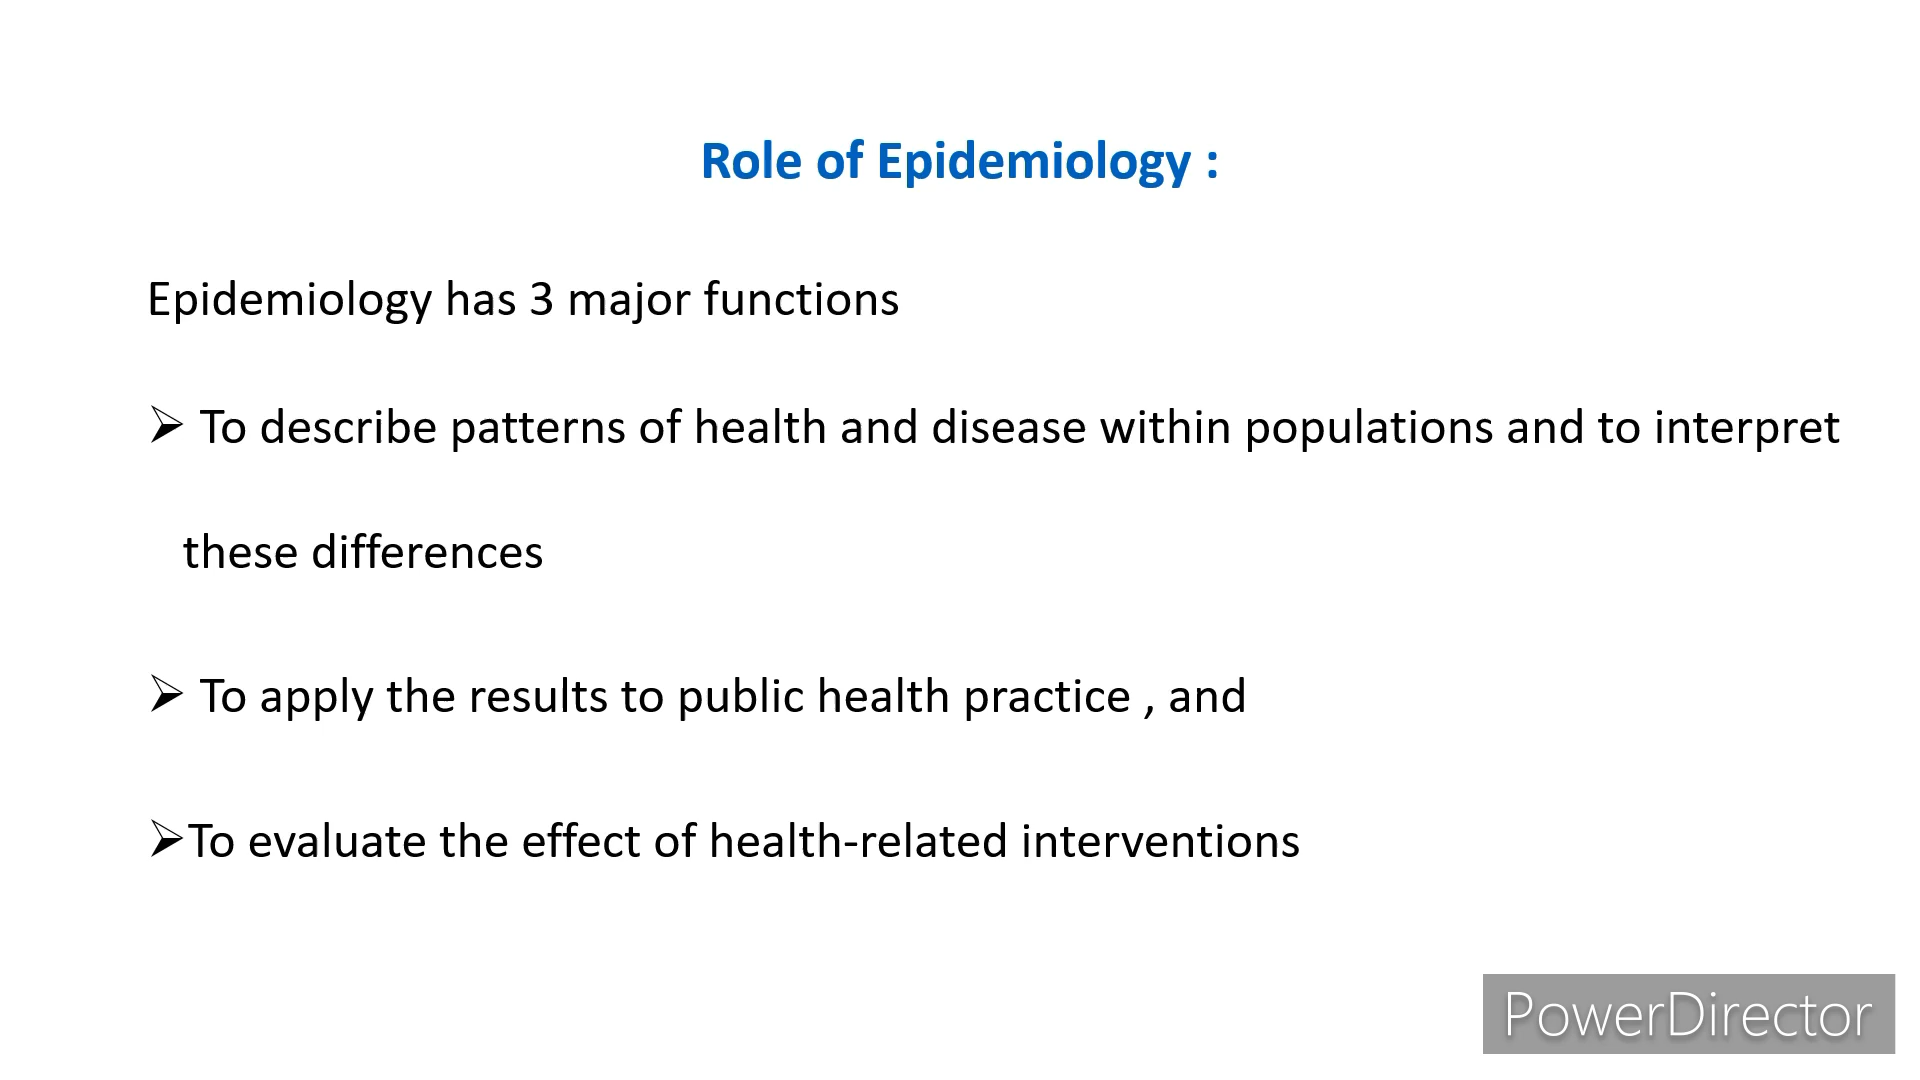 Role of Epidemiology :
Epidemiology has 3 major functions
➢ To describe patterns of health and disease within populations and to interpret
these differences
➢ To apply the results to public health practice , and
➢To evaluate the effect of health-related interventions
PowerDirector